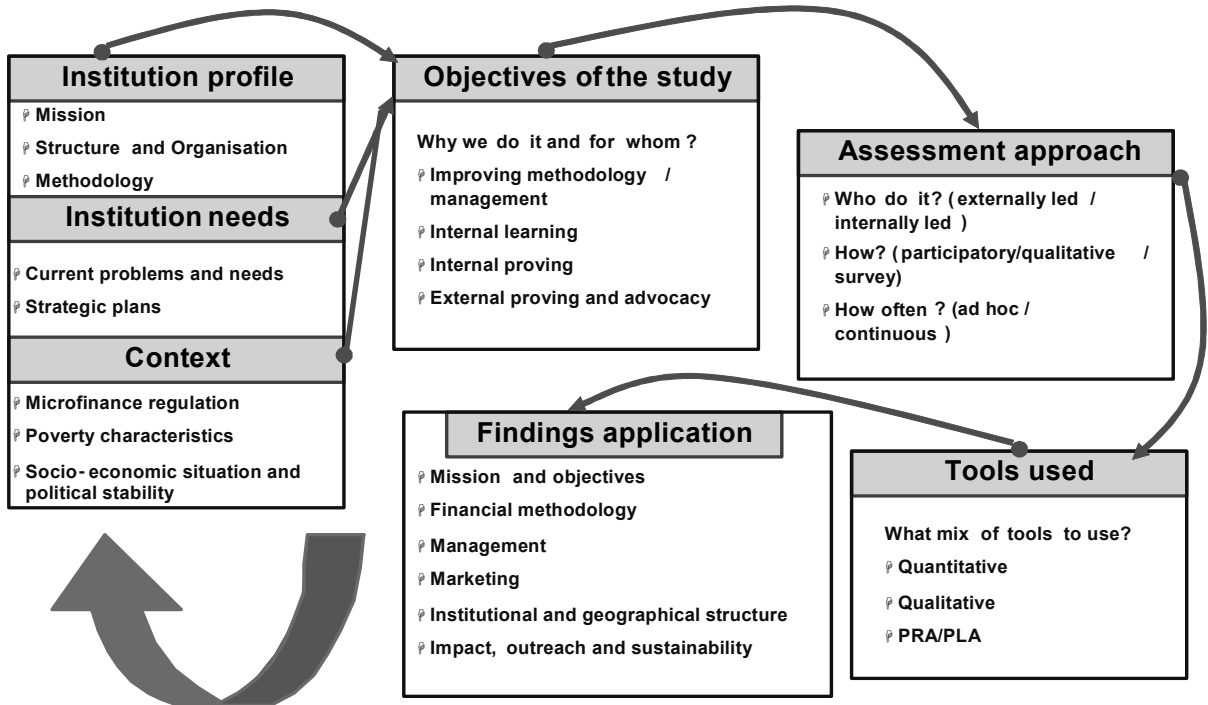 Institution profile
Mission
Structure and Organisation
Methodology
Institution needs
Current problems and needs
Strategic plans
Context
Microfinance regulation
Poverty characteristics
Socio-economic situation and
political stability
Objectives of the study
Why we do it and for whom ?
Improving methodology /
management
Internal learning
Internal proving
External proving and advocacy
Assessment approach
Who do it? (externally led /
internally led )
How? (participatory/qualitative /
survey)
How often ? (ad hoc /
continuous )
Tools used
What mix of tools to use?
Quantitative
Qualitative
PRA/PLA
Findings application
Mission and objectives
Financial methodology
Management
Marketing
Institutional and geographical structure
Impact, outreach and sustainability